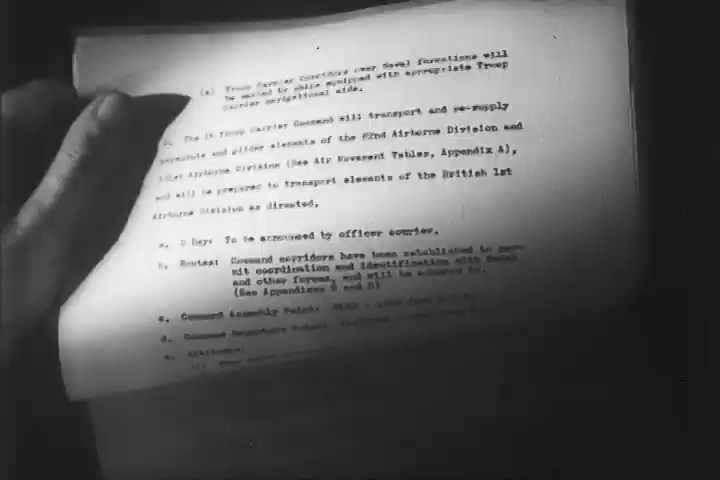 (a) Troop Carrier Corridors over Naval formations will
be marked by ships equipped with appropriate Troop
Carrier navigational aids.
The IX Troop Carrier Command will transport and re-supply
parachute and glider elements of the 82nd Airborne Division and
101st Airborne Division (See Air Movement Tables, Appendix A),
and will be prepared to transport elements of the British 1st
Airborne Division as directed.
a. D Day: To be announced by officer courier.
b. Routes: Command corridors have been established to per-
mit coordination and identification with Naval
and other forces, and will be adhered to.
(See Appendixes and D)
c. Command Assembly Point:
d. Command Departure Point:
e. Altitudes: